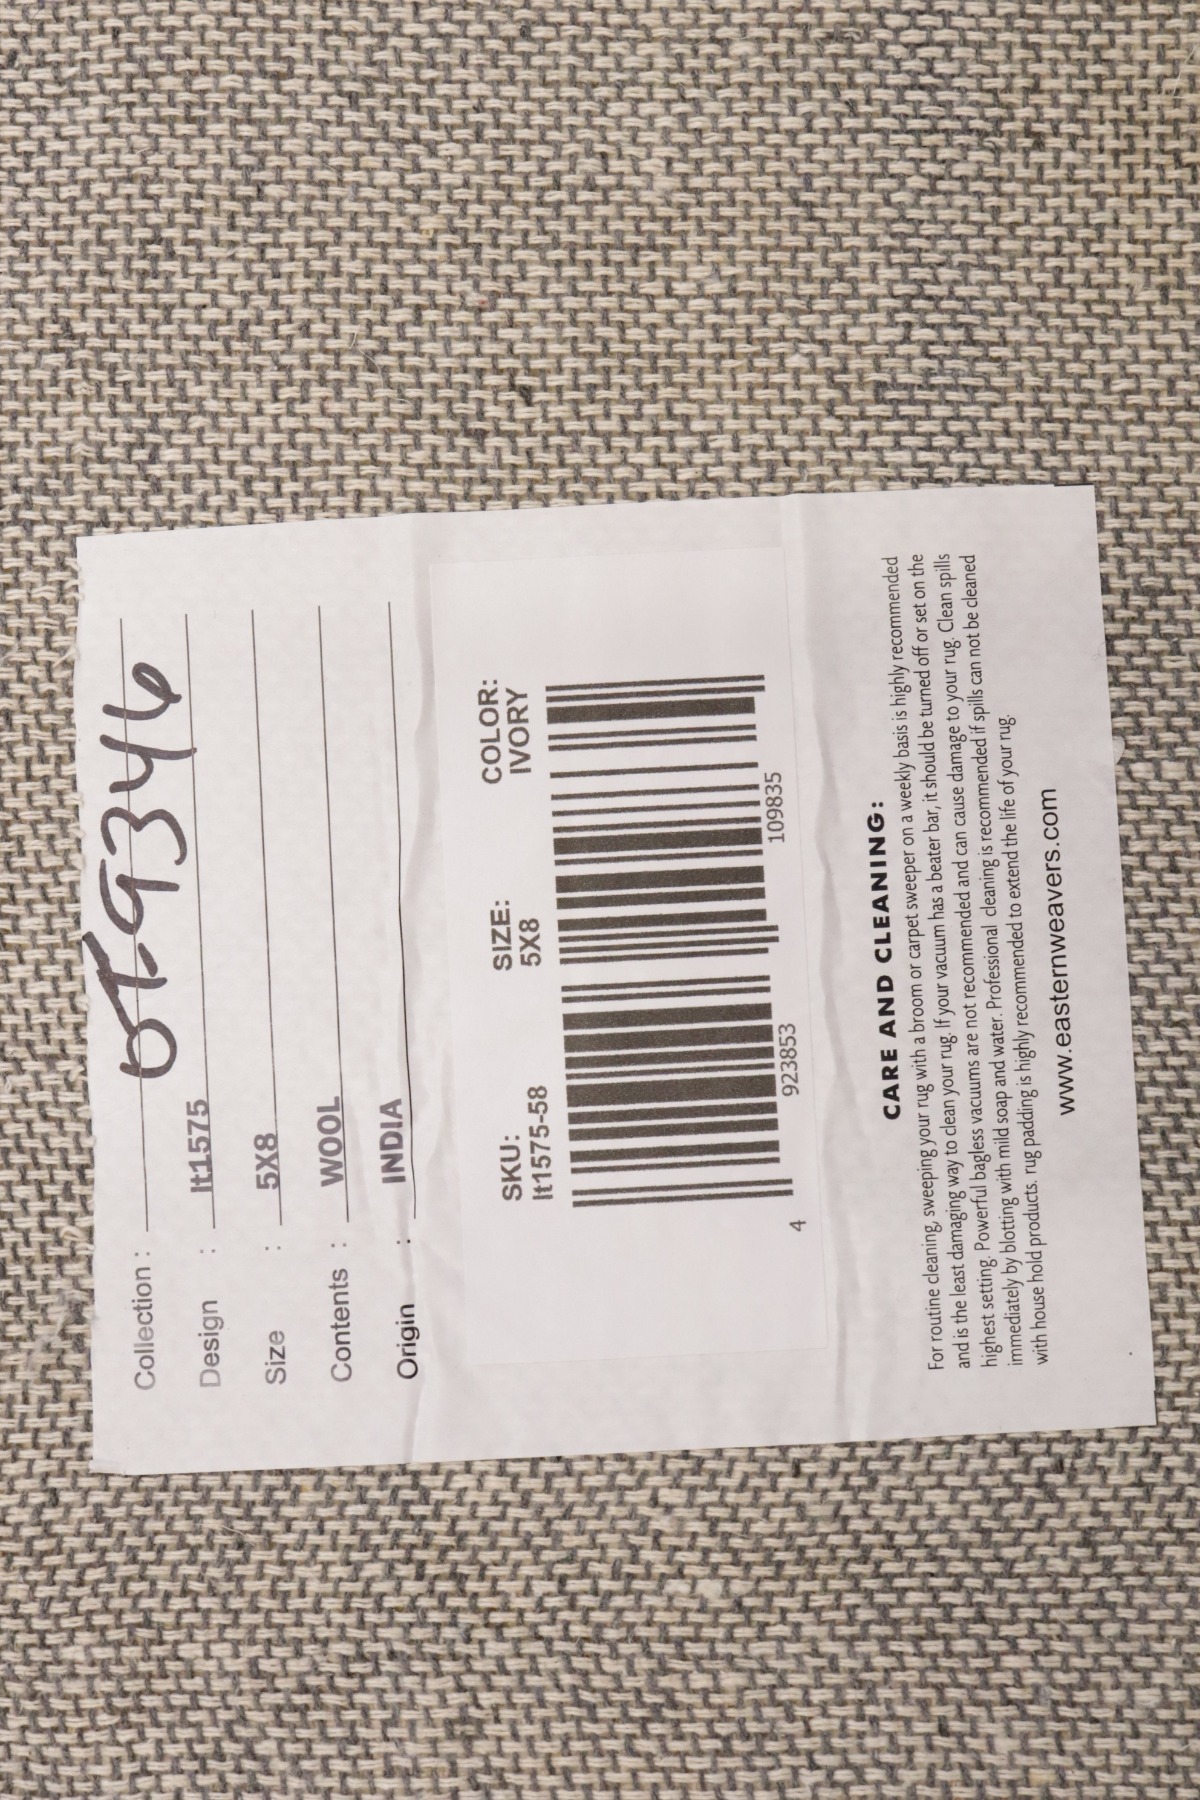 OT9346
Collection :
Design : It1575
Size : 5X8
Contents : WOOL
Origin : INDIA
SKU: SIZE: COLOR:
It1575-58 5X8 IVORY
4 923853 109835
CARE AND CLEANING:
For routine cleaning, sweeping your rug with a broom or carpet sweeper on a weekly basis is highly recommended
and is the least damaging way to clean your rug. If your vacuum has a beater bar, it should be turned off or set on the
highest setting. Powerful bagless vacuums are not recommended and can cause damage to your rug. Clean spills
immediately by blotting with mild soap and water. Professional cleaning is recommended if spills can not be cleaned
with house hold products. rug padding is highly recommended to extend the life of your rug.
www.easternweavers.com